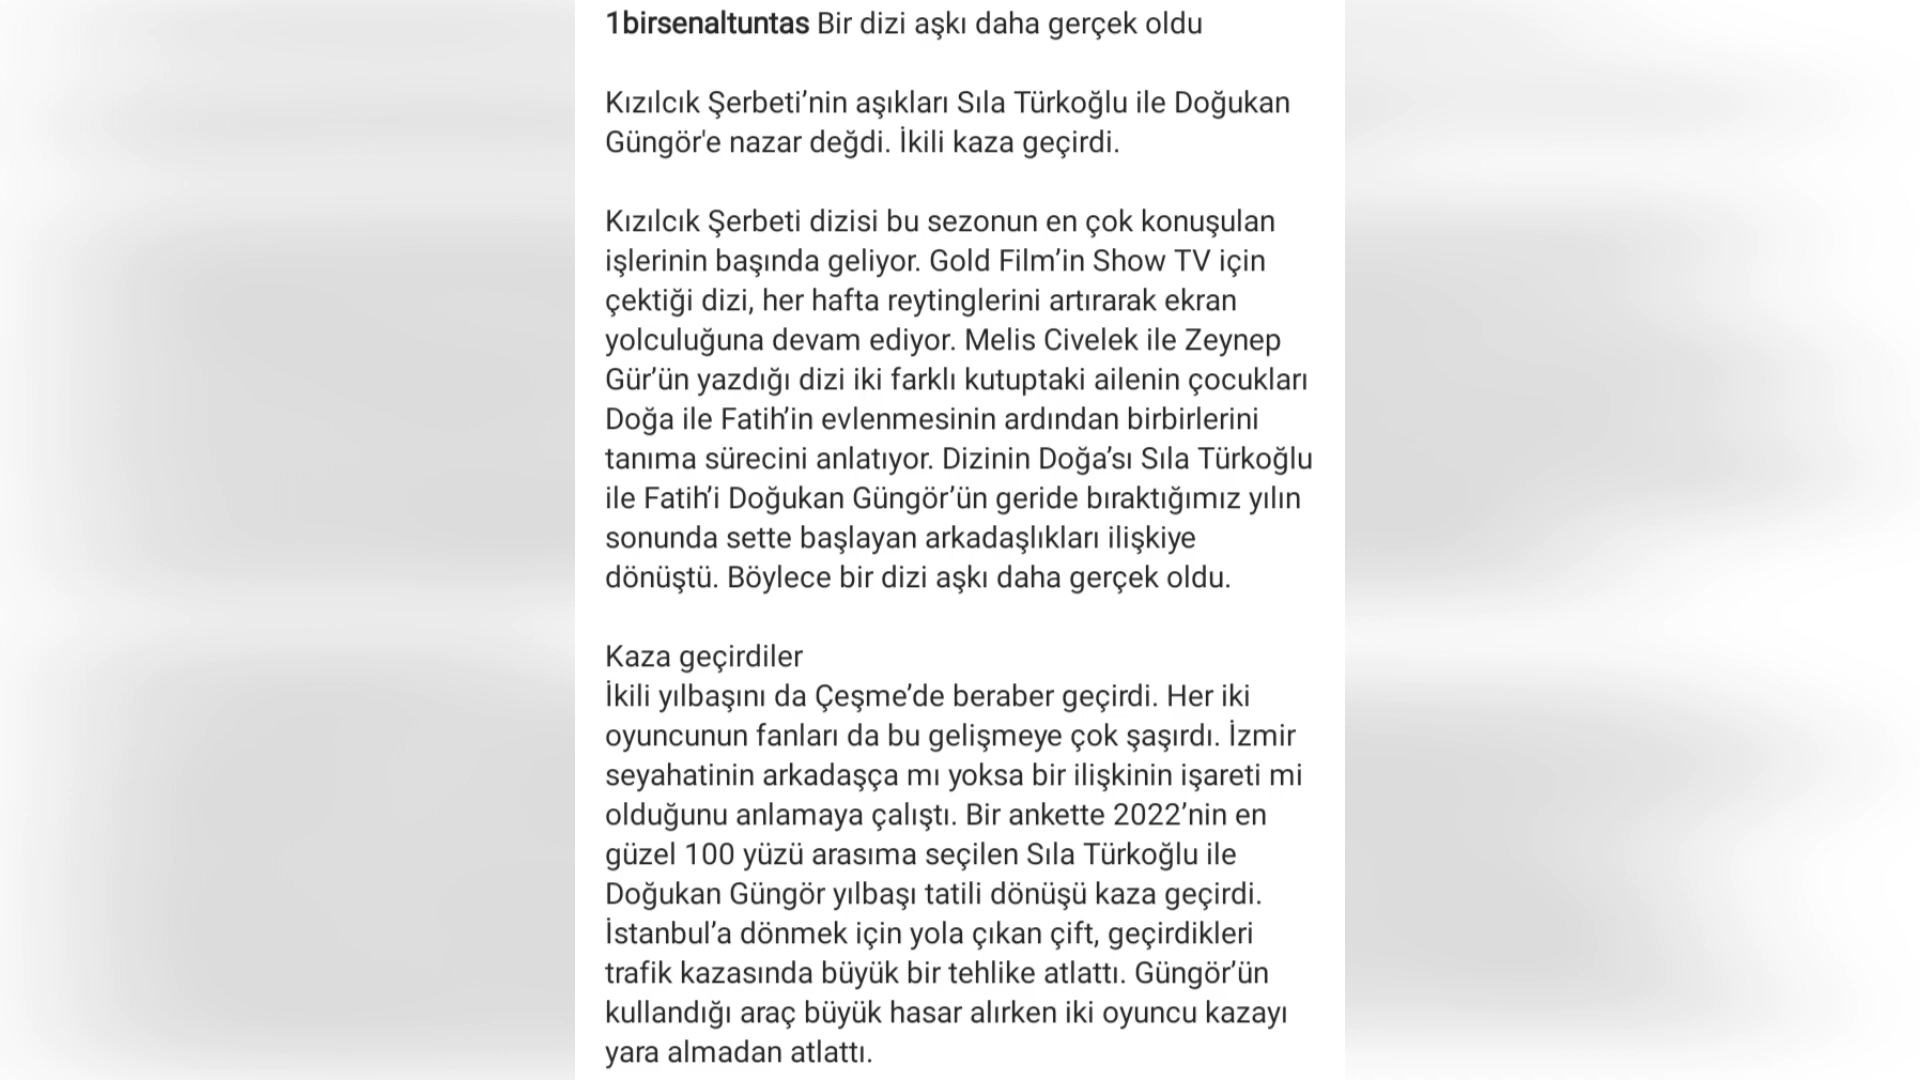 1birsenaltuntas Bir dizi aşkı daha gerçek oldu
Kızılcık Şerbeti’nin aşıkları Sıla Türkoğlu ile Doğukan
Güngör'e nazar değdi. İkili kaza geçirdi.
Kızılcık Şerbeti dizisi bu sezonun en çok konuşulan
işlerinin başında geliyor. Gold Film’in Show TV için
çektiği dizi, her hafta reytinglerini artırarak ekran
yolculuğuna devam ediyor. Melis Civelek ile Zeynep
Gür’ün yazdığı dizi iki farklı kutuptaki ailenin çocukları
Doğa ile Fatih’in evlenmesinin ardından birbirlerini
tanıma sürecini anlatıyor. Dizinin Doğa’sı Sıla Türkoğlu
ile Fatih’i Doğukan Güngör’ün geride bıraktığımız yılın
sonunda sette başlayan arkadaşlıkları ilişkiye
dönüştü. Böylece bir dizi aşkı daha gerçek oldu.
Kaza geçirdiler
İkili yılbaşını da Çeşme’de beraber geçirdi. Her iki
oyuncunun fanları da bu gelişmeye çok şaşırdı. İzmir
seyahatinin arkadaşça mı yoksa bir ilişkinin işareti mi
olduğunu anlamaya çalıştı. Bir ankette 2022’nin en
güzel 100 yüzü arasıma seçilen Sıla Türkoğlu ile
Doğukan Güngör yılbaşı tatili dönüşü kaza geçirdi.
İstanbul’a dönmek için yola çıkan çift, geçirdikleri
trafik kazasında büyük bir tehlike atlattı. Güngör’ün
kullandığı araç büyük hasar alırken iki oyuncu kazayı
yara almadan atlattı.